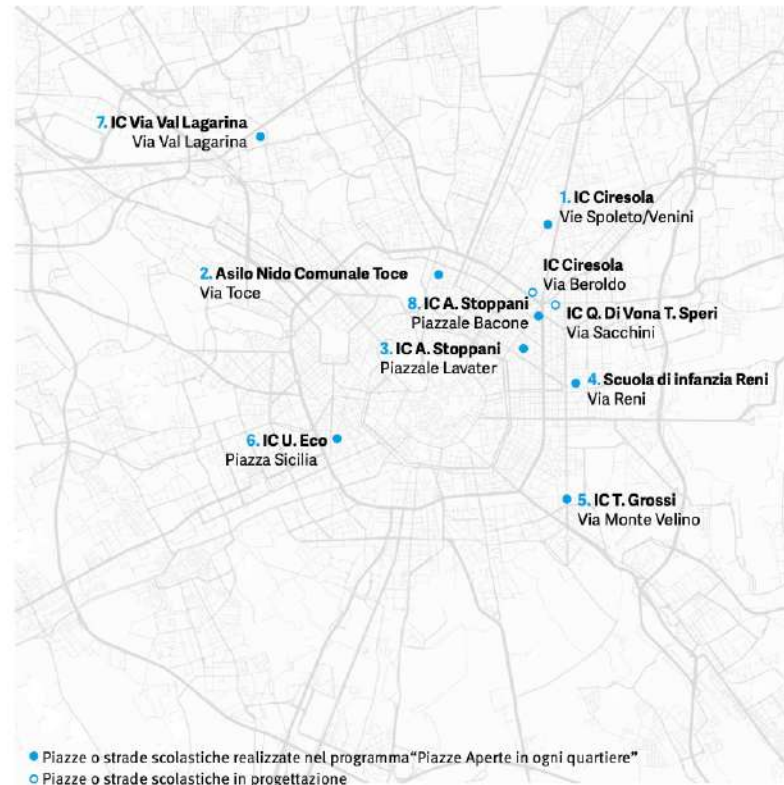 7. IC Via Val Lagarina
Via Val Lagarina
1. IC Ciresola
Vie Spoleto/Venini
2. Asilo Nido Comunale Toce
Via Toce
IC Ciresola
Via Beroldo
8. IC A. Stoppani
Piazzale Bacone
IC Q. Di Vona T. Speri
Via Sacchini
3. IC A. Stoppani
Piazzale Lavater
4. Scuola di infanzia Reni
Via Reni
6. IC U. Eco
Piazza Sicilia
5. IC T. Grossi
Via Monte Velino
Piazze o strade scolastiche realizzate nel programma "Piazze Aperte in ogni quartiere"
Piazze o strade scolastiche in progettazione